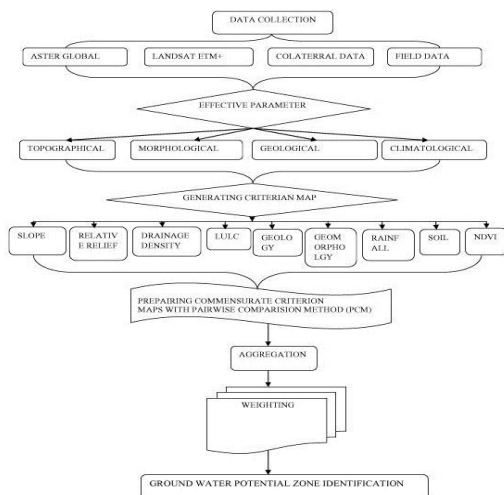 DATA COLLECTION
ASTER GLOBAL
LANDSAT ETM+
COLATERRAL DATA
FIELD DATA
EFFECTIVE PARAMETER
TOPOGRAPHICAL
MORPHOLOGICAL
GEOLOGICAL
CLIMATOLOGICAL
GENERATING CRITERIAN MAP
SLOPE
RELATIV
E RELIEF
DRAINAGE
DENSITY
LULC
GEOLO
GY
GEOM
ORPHO
LGY
RAINF
ALL
SOIL
NDVI
PREPAIRING COMMENSURATE CRITERION
MAPS WITH PAIRWISE COMPARISION METHOD (PCM)
AGGREGATION
WEIGHTING
GROUND WATER POTENTIAL ZONE IDENTIFICATION